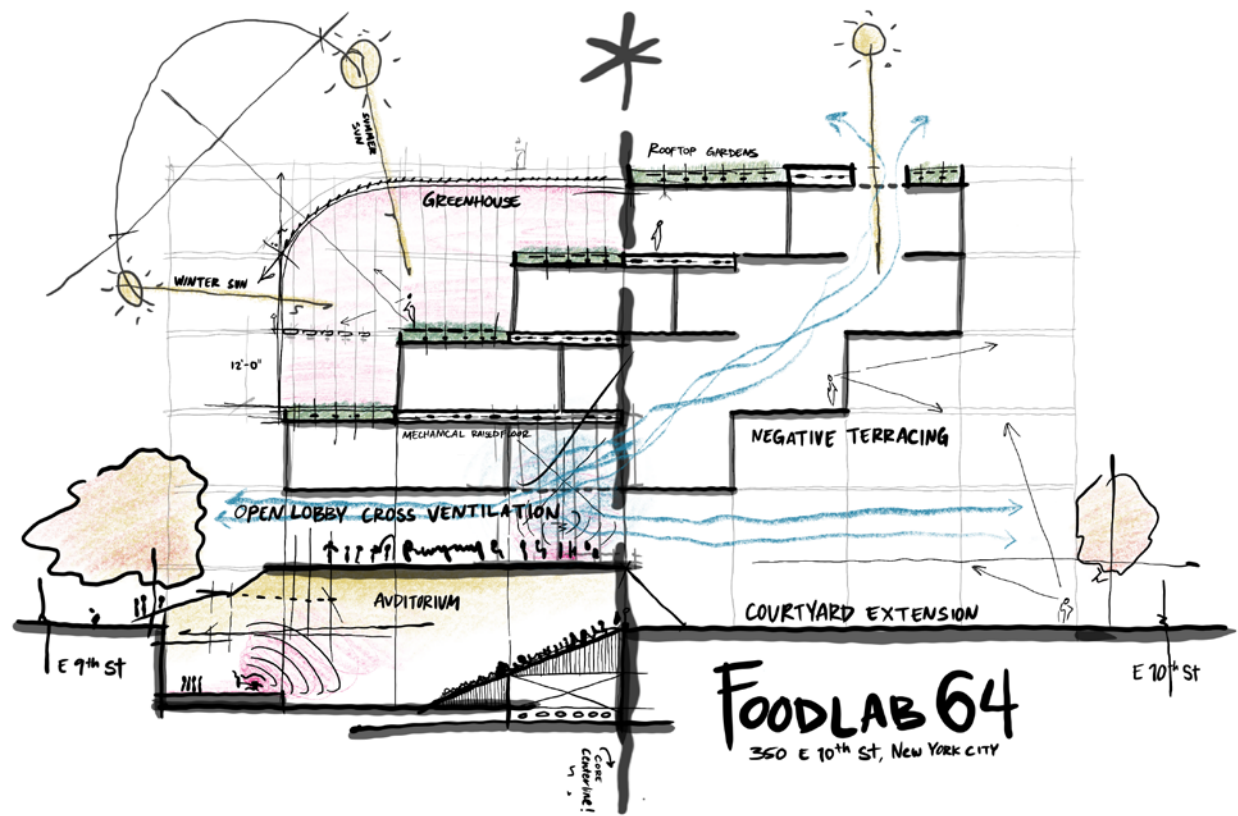 ROOFTOP GARDENS
SUMMER
SUN
GREENHOUSE
WINTER SUN
12'-0"
MECHANICAL RAISED FLOOR
NEGATIVE TERRACING
OPEN LOBBY CROSS VENTILATION
AUDITORIUM
COURTYARD EXTENSION
E 9th St
E 10th St
FOODLAB 64
350 E 10th St, NEW YORK CITY
CORE
centerline!